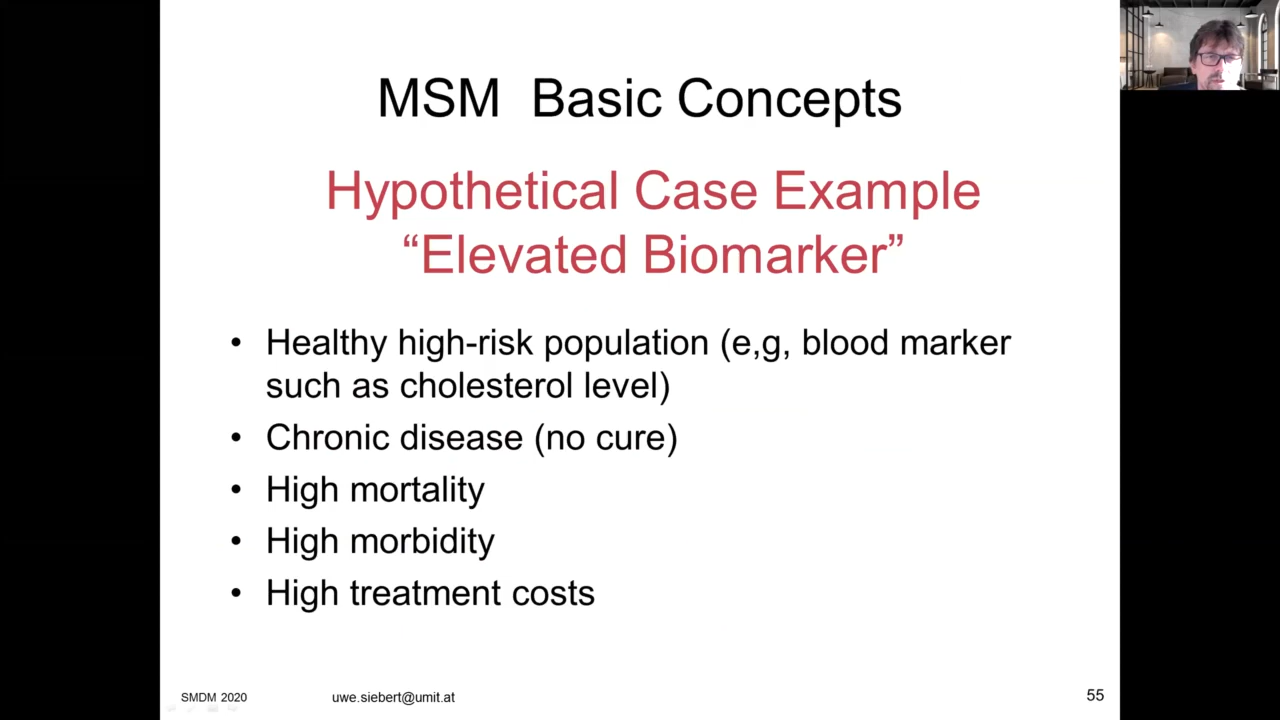 MSM  Basic Concepts
Hypothetical Case Example
“Elevated Biomarker”
• Healthy high-risk population (e,g, blood marker
such as cholesterol level)
• Chronic disease (no cure)
• High mortality
• High morbidity
• High treatment costs
SMDM 2020
uwe.siebert@umit.at
55